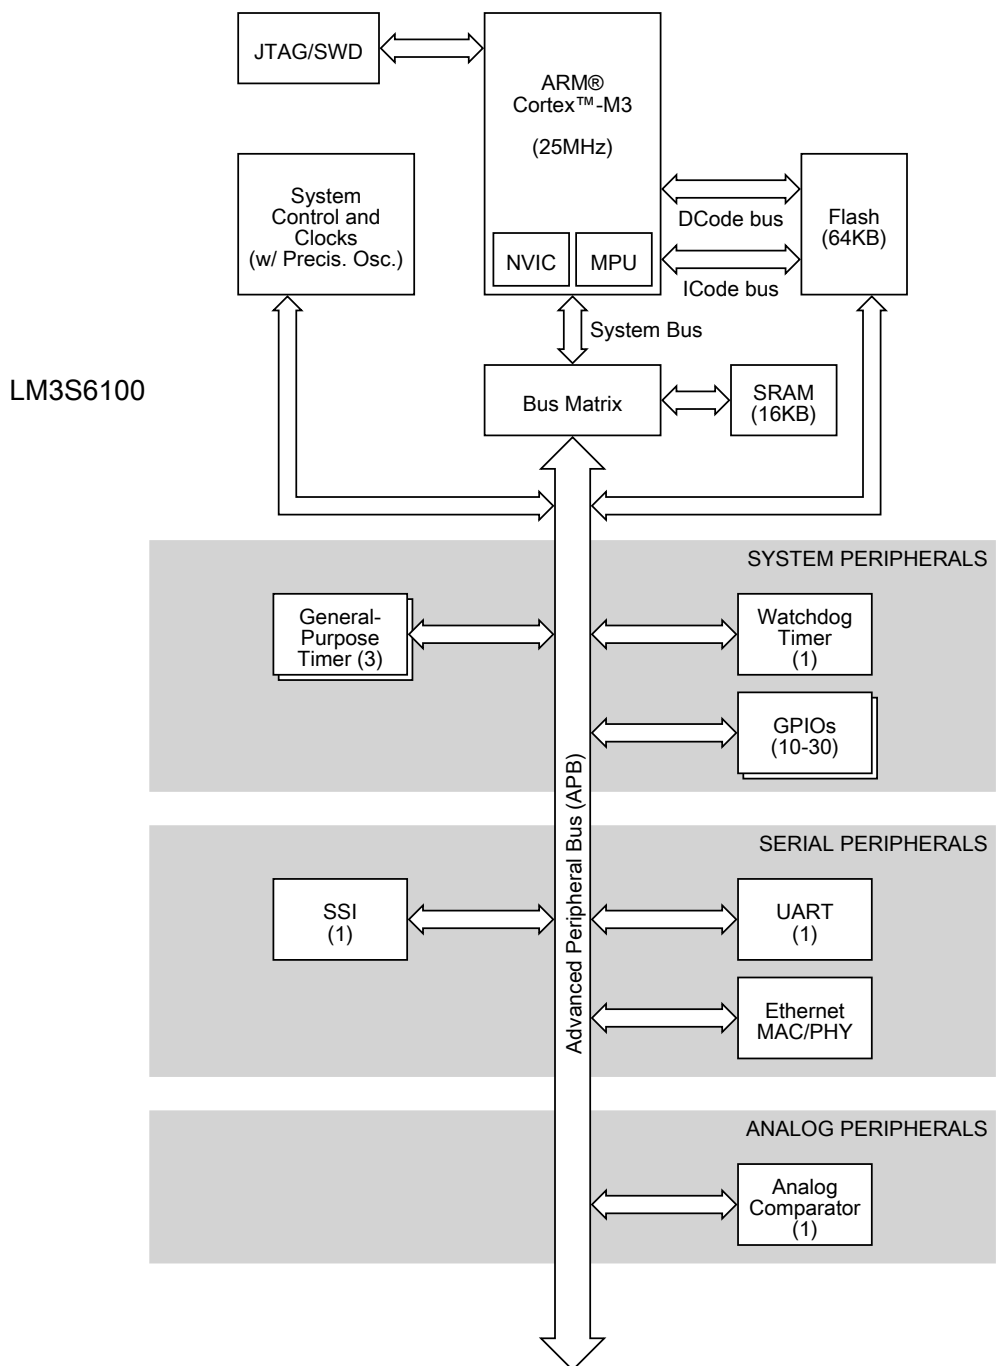 JTAG/SWD
ARM®
Cortex™-M3
(25MHz)
System
Control and
Clocks
(w/ Precis. Osc.)
DCode bus
Flash
(64KB)
NVIC
MPU
ICode bus
System Bus
LM3S6100
Bus Matrix
SRAM
(16KB)
SYSTEM PERIPHERALS
General-
Purpose
Timer (3)
Watchdog
Timer
(1)
GPIOs
(10-30)
Advanced Peripheral Bus (APB)
SERIAL PERIPHERALS
SSI
(1)
UART
(1)
Ethernet
MAC/PHY
ANALOG PERIPHERALS
Analog
Comparator
(1)